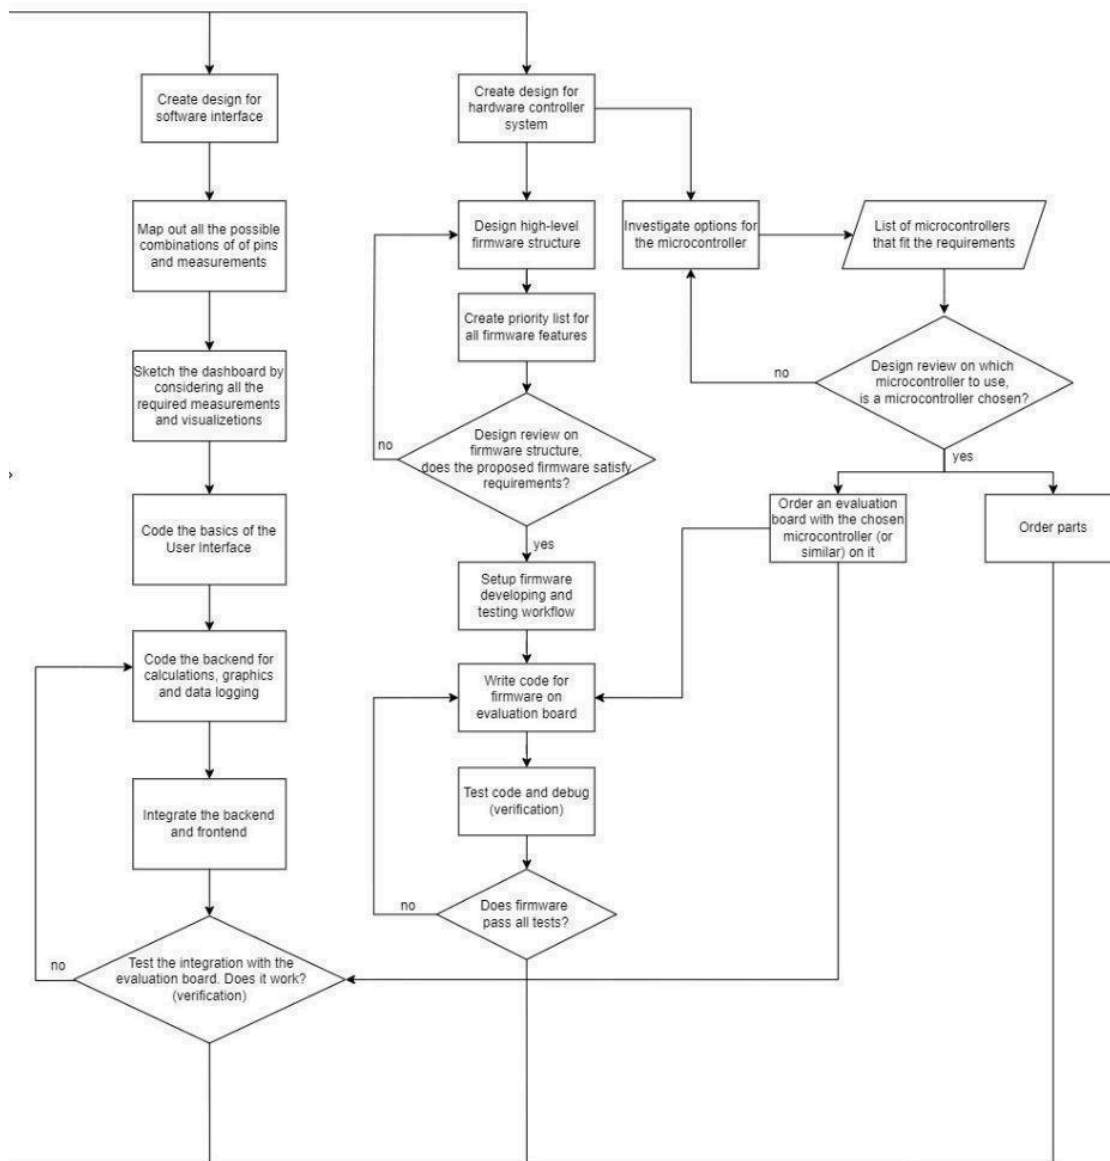 Create design for
software interface
Create design for
hardware controller
system
Map out all the possible
combinations of of pins
and measurements
Design high-level
firmware structure
Investigate options for
the microcontroller
List of microcontrollers
that fit the requirements
Create priority list for
all firmware features
Sketch the dashboard by
considering all the
required measurements
and visualizetions
no
Design review on which
microcontroller to use,
is a microcontroller chosen?
no
Design review on
firmware structure,
does the proposed firmware satisfy
requirements?
yes
Code the basics of the
User Interface
Order an evaluation
board with the chosen
microcontroller (or
similar) on it
Order parts
yes
Setup firmware
developing and
testing workflow
Code the backend for
calculations, graphics
and data logging
Write code for
firmware on
evaluation board
Integrate the backend
and frontend
Test code and debug
(verification)
no
Does firmware
pass all tests?
no
Test the integration with the
evaluation board. Does it work?
(verification)